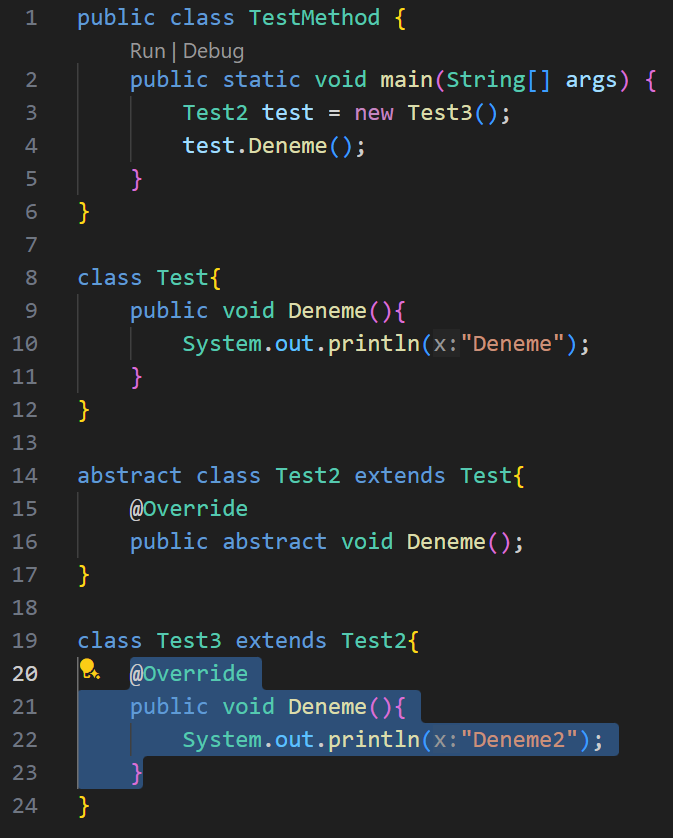 1 public class TestMethod {
Run | Debug
2 public static void main(String[] args) {
3 Test2 test = new Test3();
4 test.Deneme();
5 }
6 }
7
8 class Test{
9 public void Deneme(){
10 System.out.println(x:"Deneme");
11 }
12 }
13
14 abstract class Test2 extends Test{
15 @Override
16 public abstract void Deneme();
17 }
18
19 class Test3 extends Test2{
20 @Override
21 public void Deneme(){
22 System.out.println(x:"Deneme2");
23 }
24 }